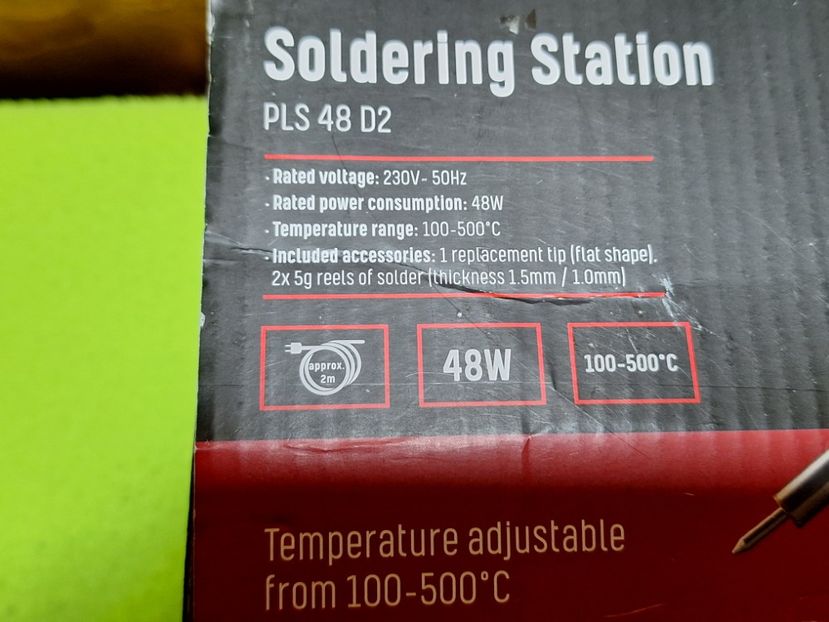 Soldering Station
PLS 48 D2
· Rated voltage: 230V- 50Hz
· Rated power consumption: 48W
· Temperature range: 100-500°C
· Included accessories: 1 replacement tip (flat shape).
2x 5g reels of solder (thickness 1.5mm / 1.0mm)
approx.
2m
48W
100-500°C
Temperature adjustable
from 100-500°C